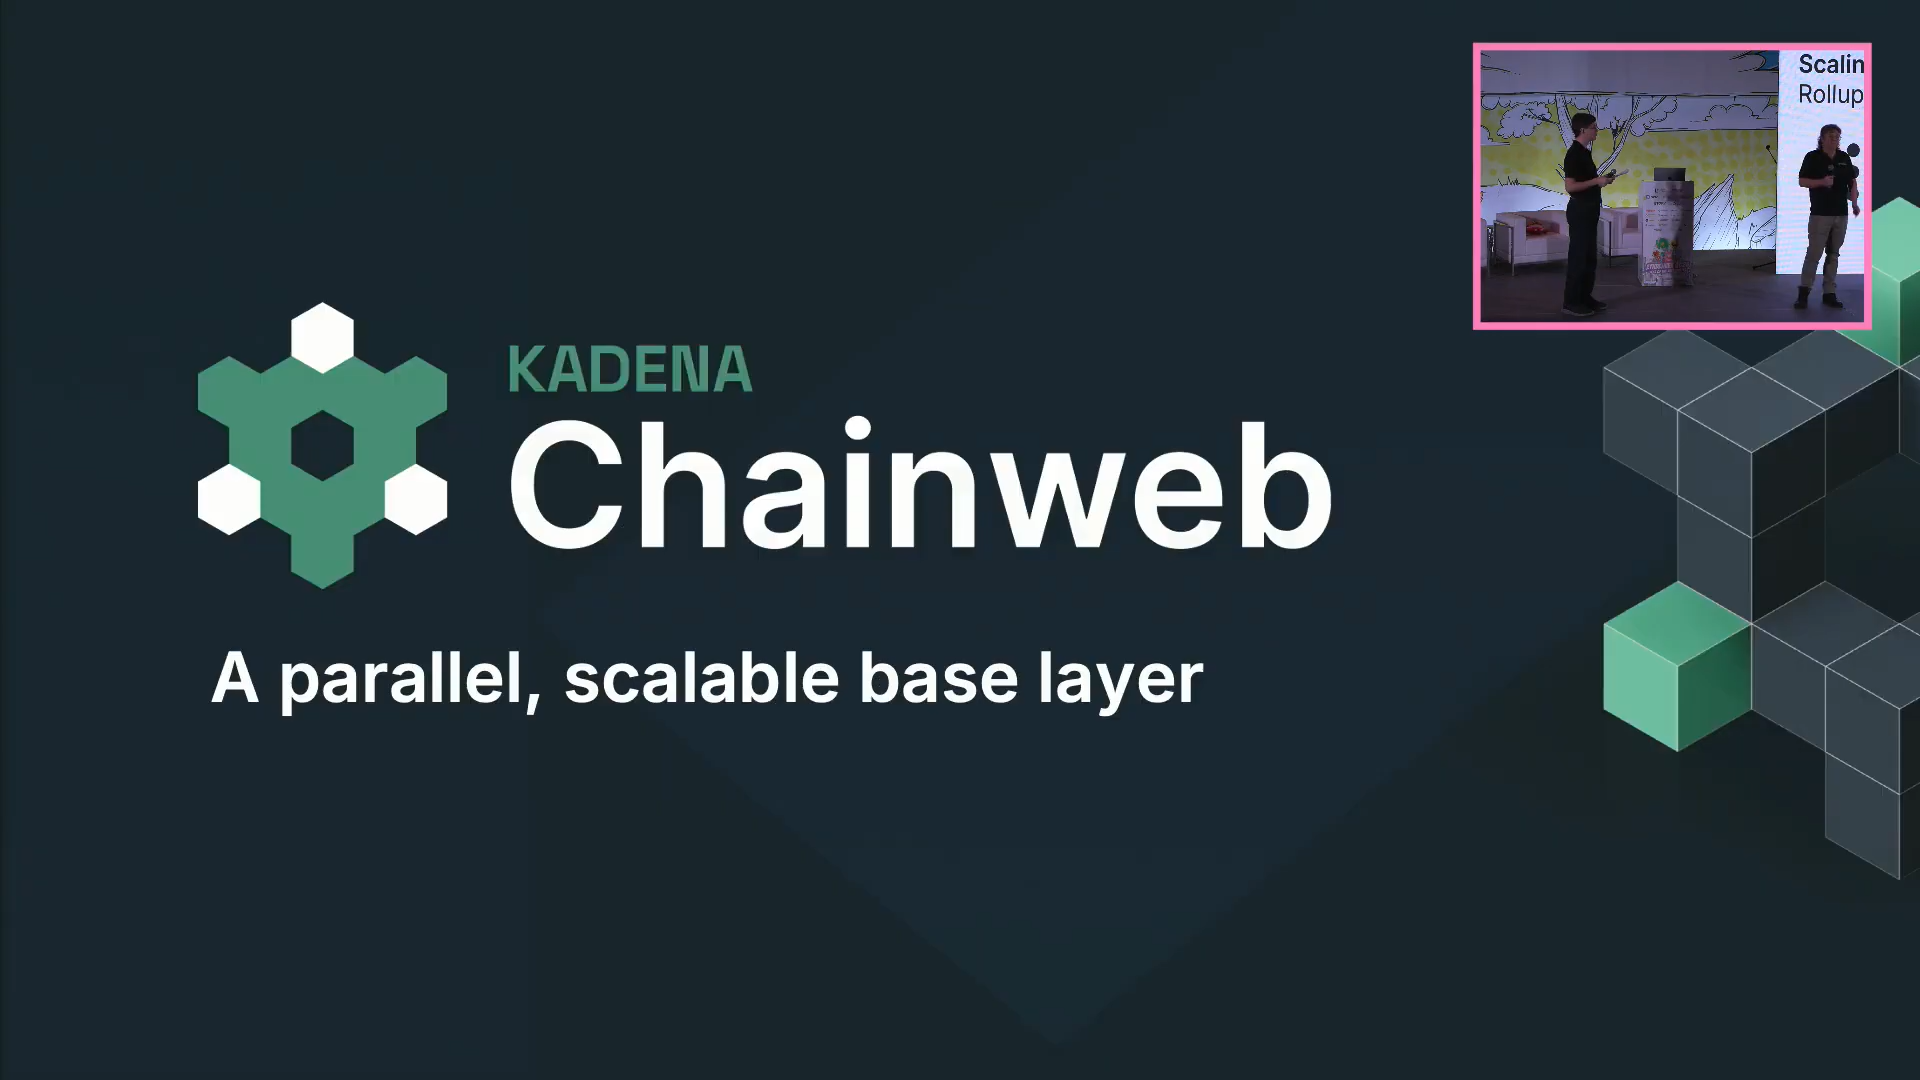 KADENA
Chainweb
A parallel, scalable base layer
Scalin
Rollup